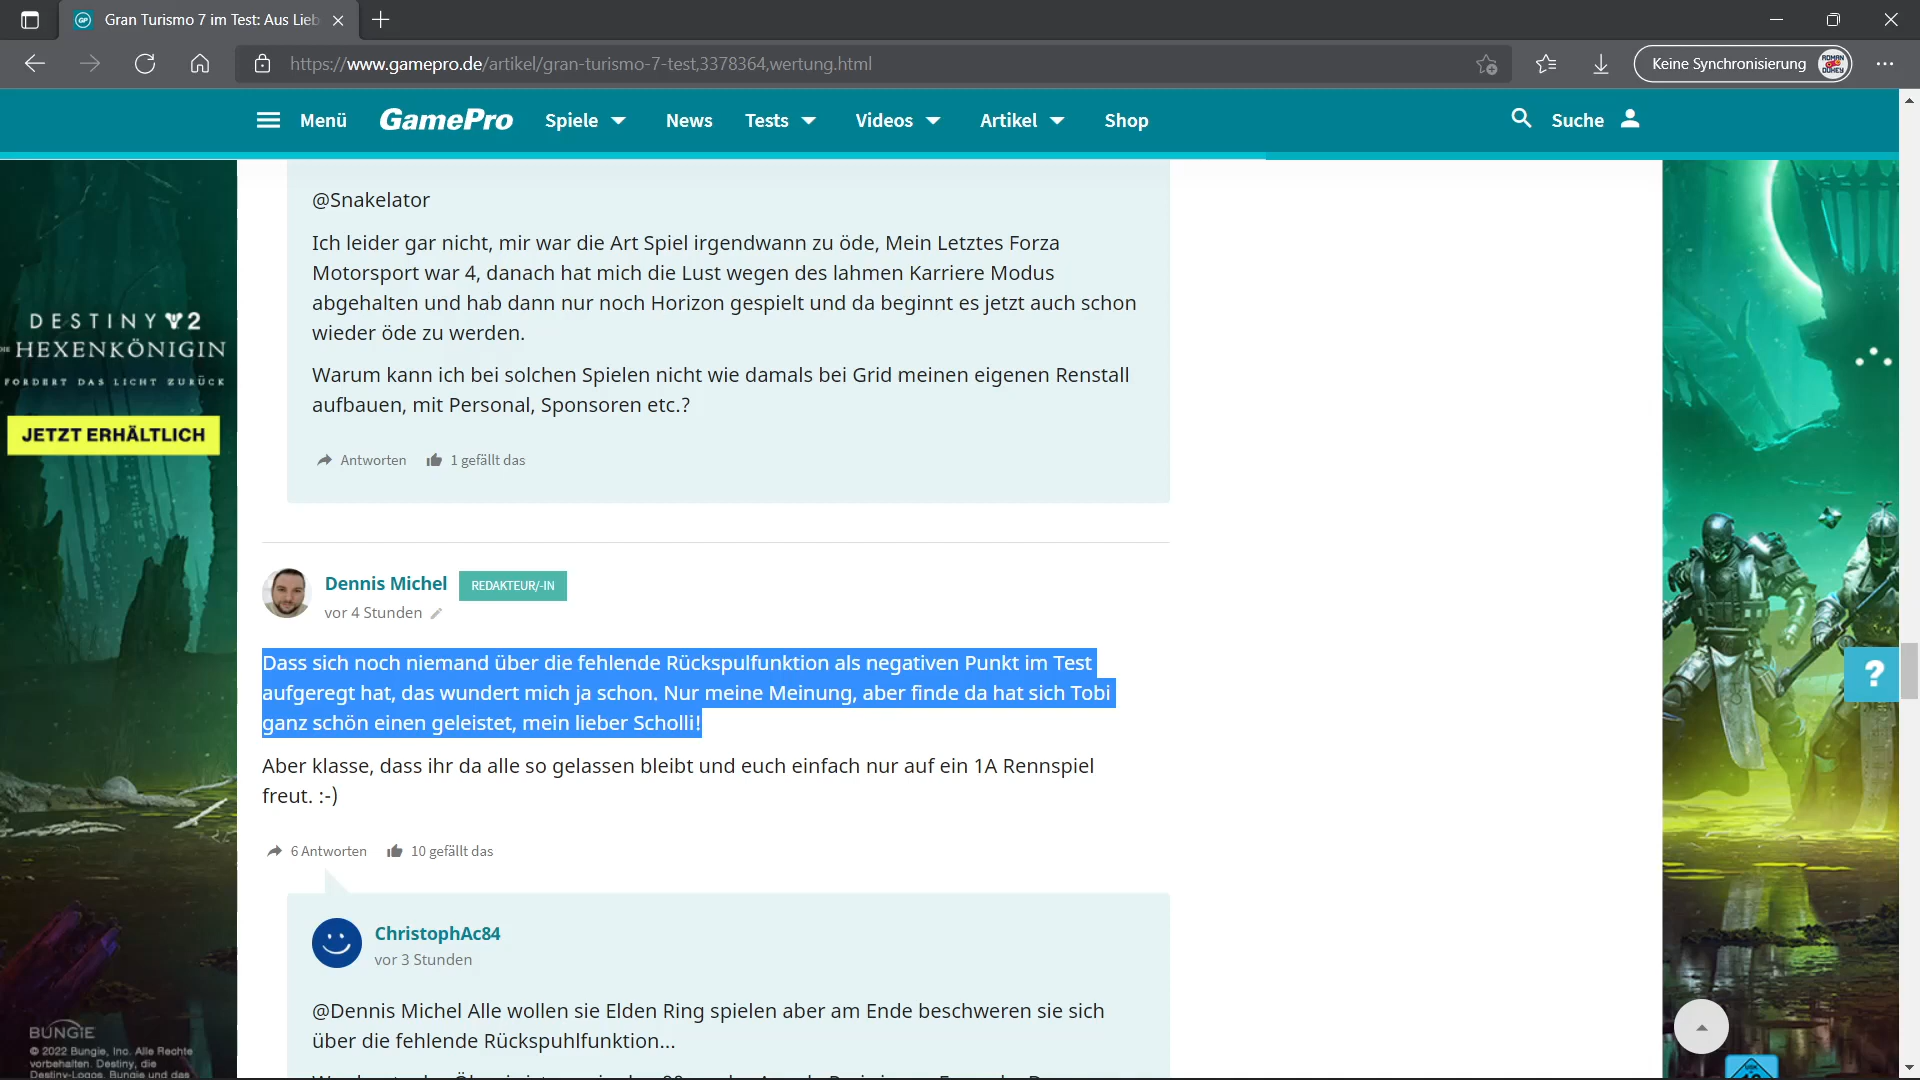 Gran Turismo 7 im Test: Aus Lieb
https://www.gamepro.de/artikel/gran-turismo-7-test,3378364,wertung.html
Keine Synchronisierung
Menü GamePro Spiele News Tests Videos Artikel Shop Suche
@Snakelator
Ich leider gar nicht, mir war die Art Spiel irgendwann zu öde, Mein Letztes Forza
Motorsport war 4, danach hat mich die Lust wegen des lahmen Karriere Modus
abgehalten und hab dann nur noch Horizon gespielt und da beginnt es jetzt auch schon
wieder öde zu werden.
Warum kann ich bei solchen Spielen nicht wie damals bei Grid meinen eigenen Renstall
aufbauen, mit Personal, Sponsoren etc.?
Antworten 1 gefällt das
DESTINY 2
DIE HEXENKÖNIGIN
FORDERT DAS LICHT ZURÜCK
JETZT ERHÄLTLICH
Dennis Michel REDAKTEUR/-IN
vor 4 Stunden
Dass sich noch niemand über die fehlende Rückspulfunktion als negativen Punkt im Test
aufgeregt hat, das wundert mich ja schon. Nur meine Meinung, aber finde da hat sich Tobi
ganz schön einen geleistet, mein lieber Scholli!
Aber klasse, dass ihr da alle so gelassen bleibt und euch einfach nur auf ein 1A Rennspiel
freut. :-)
6 Antworten 10 gefällt das
ChristophAc84
vor 3 Stunden
@Dennis Michel Alle wollen sie Elden Ring spielen aber am Ende beschweren sie sich
über die fehlende Rückspuhlfunktion...
?
BUNGiE
© 2022 Bungie, Inc. Alle Rechte
vorbehalten. Destiny, die
Destiny-Logos, Bungie und das